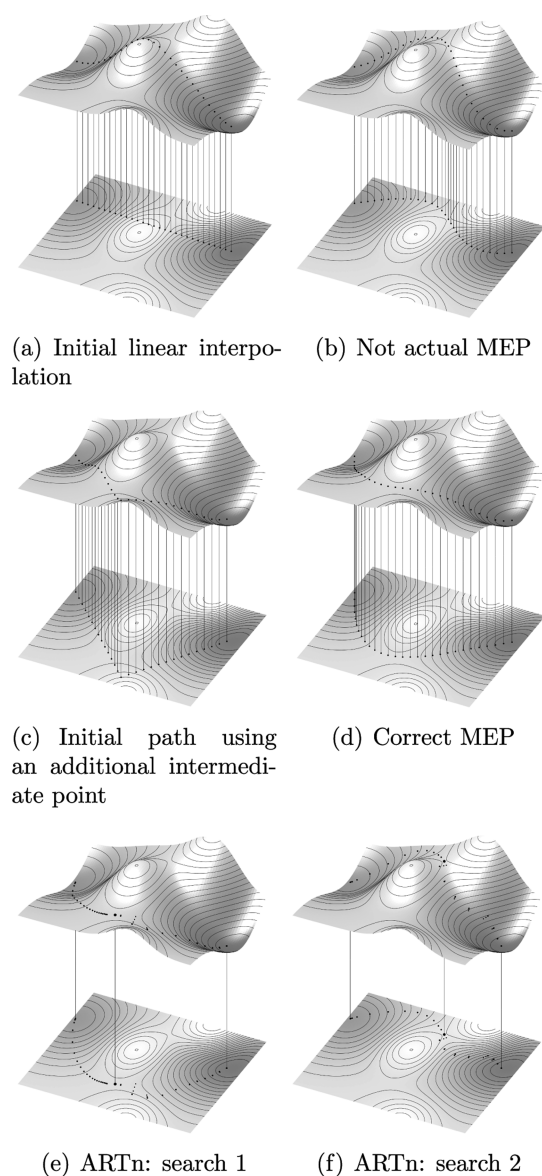 (a) Initial linear interpo-
lation
(b) Not actual MEP
(c) Initial path using
an additional intermedi-
ate point
(d) Correct MEP
(e) ARTn: search 1
(f) ARTn: search 2